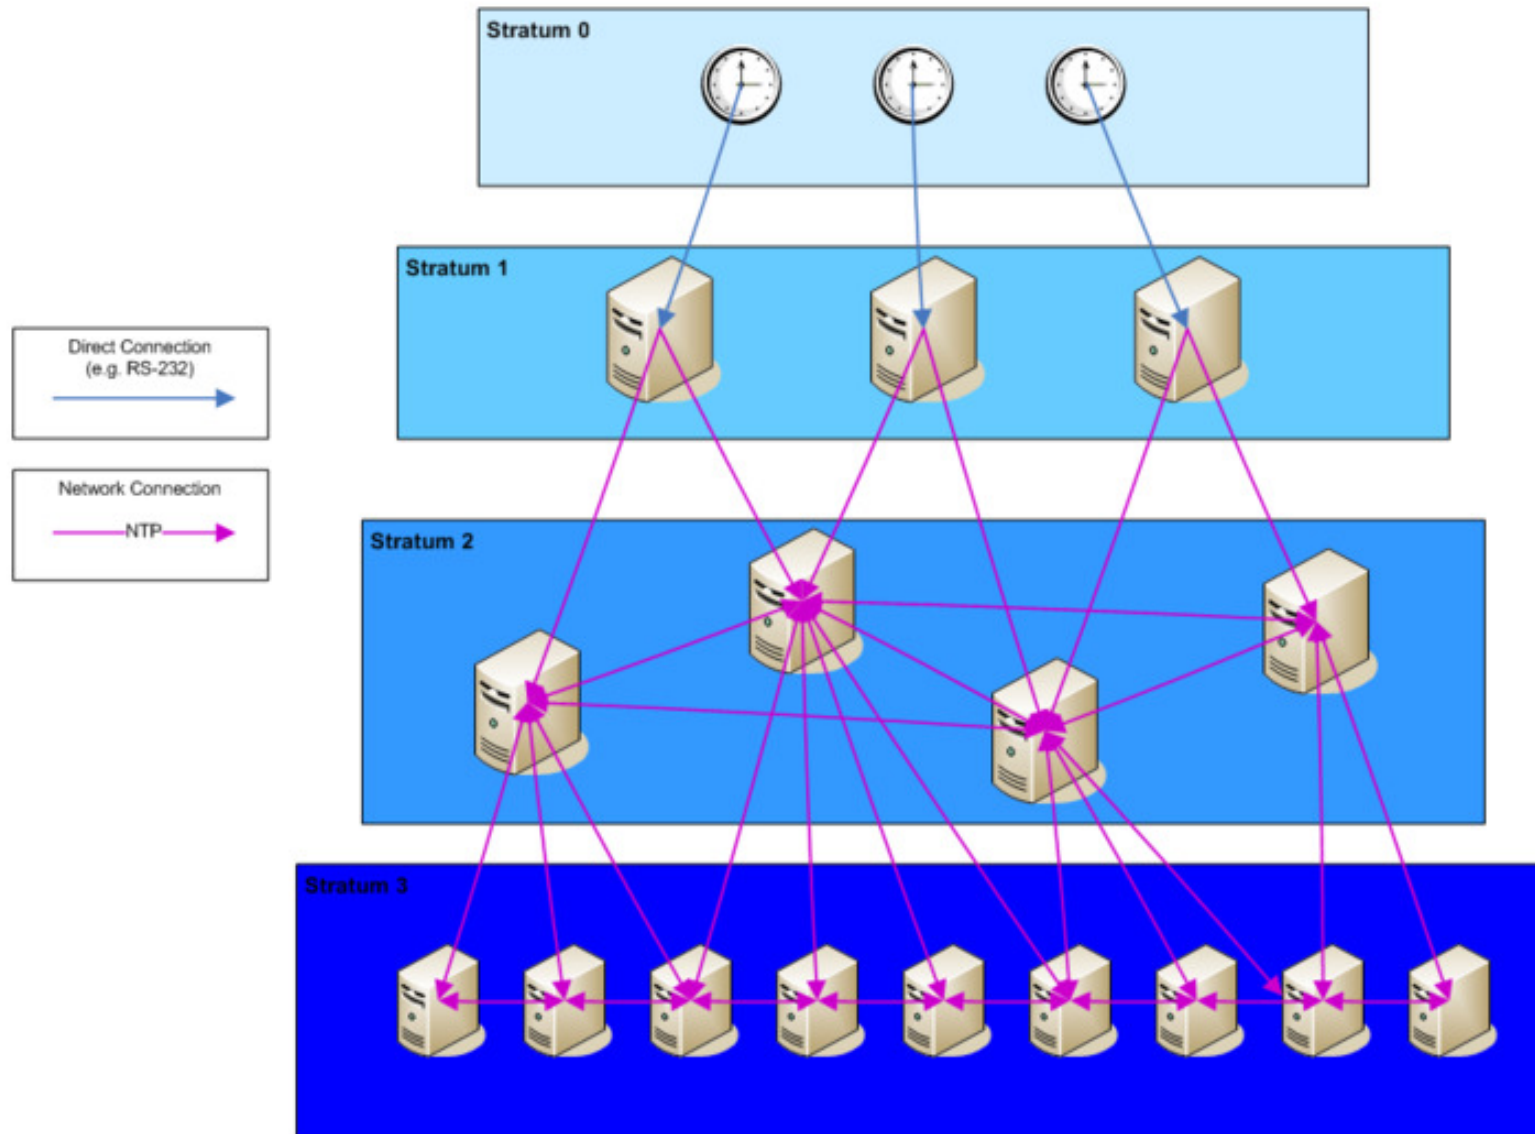 Stratum 0
Stratum 1
Direct Connection
(e.g. RS-232)
Network Connection
NTP
Stratum 2
Stratum 3